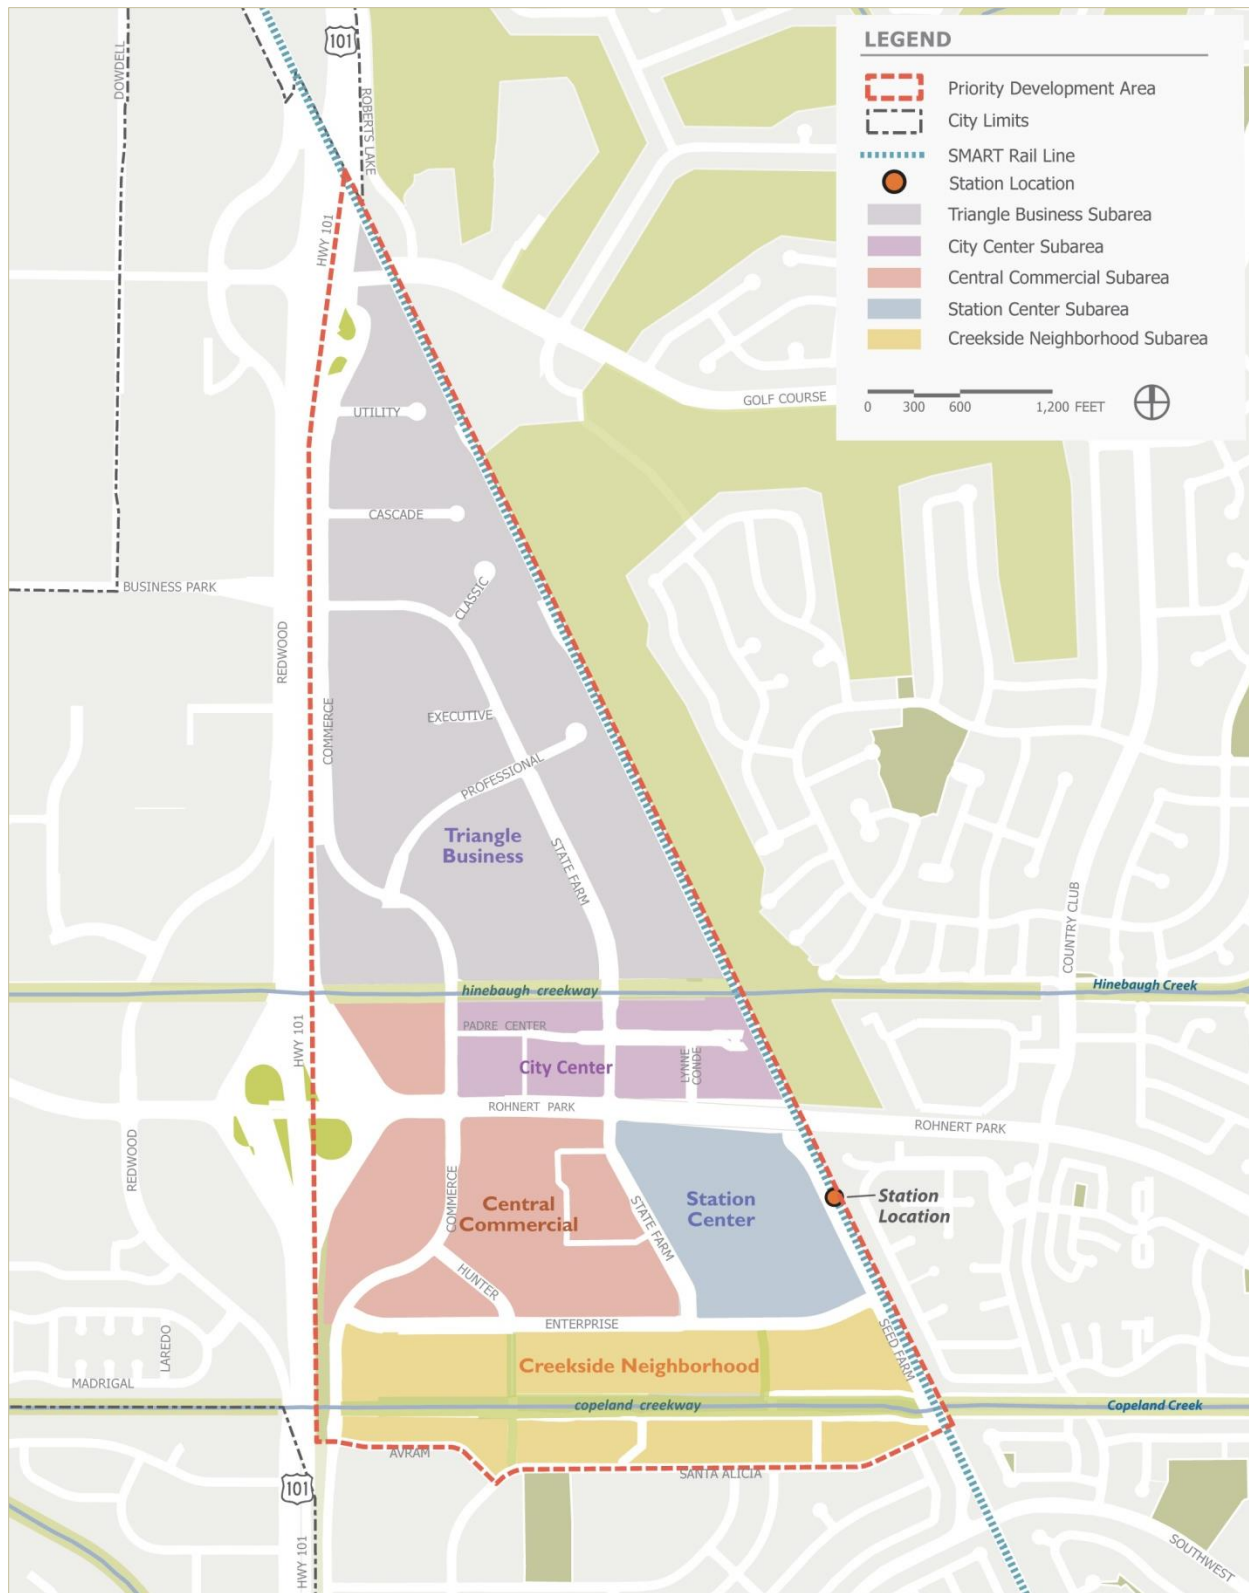 101
DOWDELL
ROBERTS LAKE
LEGEND
Priority Development Area
City Limits
SMART Rail Line
Station Location
Triangle Business Subarea
City Center Subarea
Central Commercial Subarea
Station Center Subarea
Creekside Neighborhood Subarea
0 300 600 1,200 FEET
HWY 101
GOLF COURSE
UTILITY
CASCADE
BUSINESS PARK
CLASSIC
REDWOOD
COMMERCE
EXECUTIVE
PROFESSIONAL
Triangle
Business
STATE FARM
COUNTRY CLUB
hinebaugh creekway
Hinebaugh Creek
HWY 101
PADRE CENTER
City Center
LYNNE
CONDE
ROHNERT PARK
ROHNERT PARK
REDWOOD
COMMERCE
Central
Commercial
STATE FARM
Station
Center
Station
Location
HUNTER
ENTERPRISE
SEED FARM
LAREDO
MADRIGAL
Creekside Neighborhood
copeland creekway
Copeland Creek
AVRAM
SANTA ALICIA
101
HWY 101
SOUTHWEST